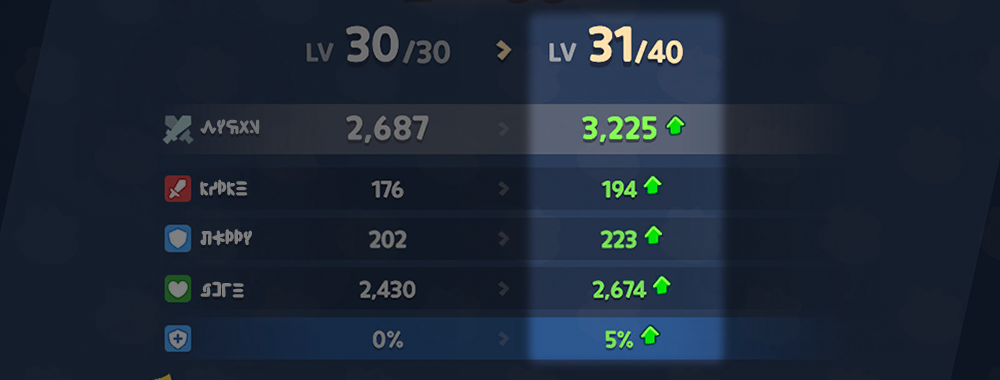 LV 30/30 > LV 31/40
2,687 > 3,225
176 > 194
202 > 223
2,430 > 2,674
0% > 5%